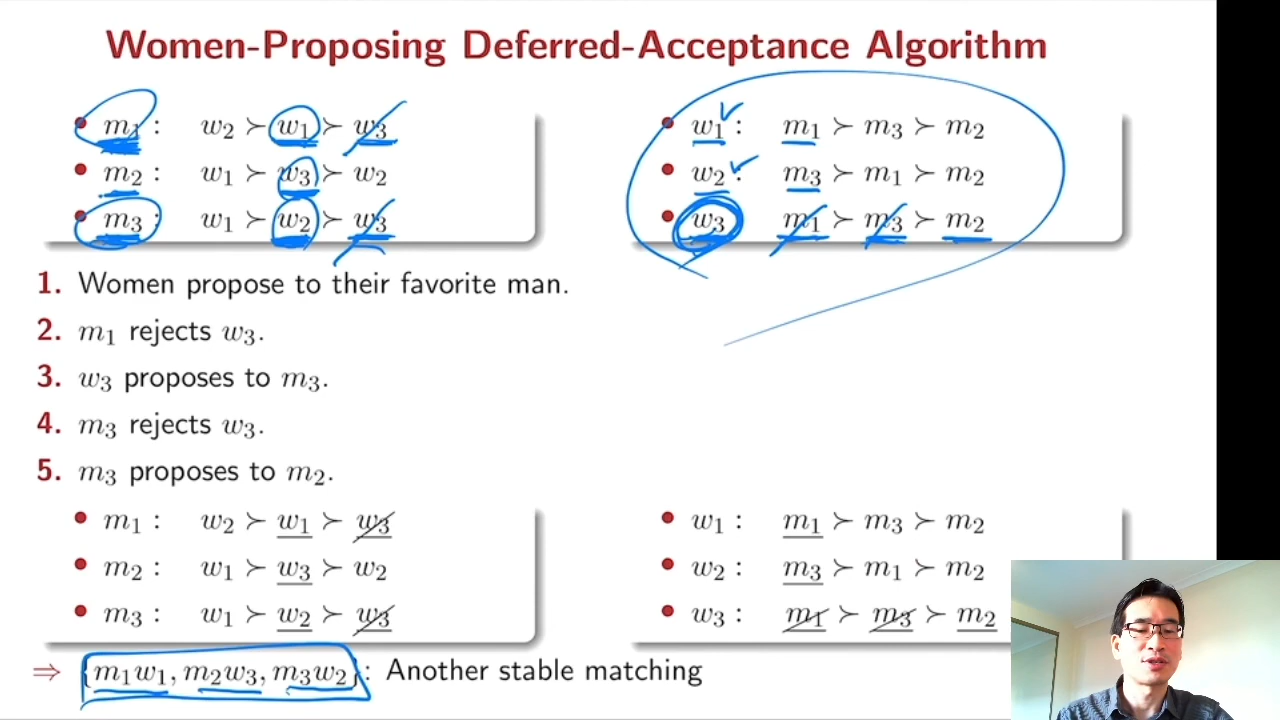 Women-Proposing Deferred-Acceptance Algorithm
• m₁ : w₂ ≻ w₁ ≻ w₃
• m₂ : w₁ ≻ w₃ ≻ w₂
• m₃ : w₁ ≻ w₂ ≻ w₃
• w₁ : m₁ ≻ m₃ ≻ m₂
• w₂ : m₃ ≻ m₁ ≻ m₂
• w₃ m₁ ≻ m₃ ≻ m₂
1. Women propose to their favorite man.
2. m₁ rejects w₃.
3. w₃ proposes to m₃.
4. m₃ rejects w₃.
5. m₃ proposes to m₂.
• m₁ : w₂ ≻ w₁ ≻ w₃
• m₂ : w₁ ≻ w₃ ≻ w₂
• m₃ : w₁ ≻ w₂ ≻ w₃
• w₁ : m₁ ≻ m₃ ≻ m₂
• w₂ : m₃ ≻ m₁ ≻ m₂
• w₃ : m₁ ≻ m₃ ≻ m₂
⇒ {m₁w₁, m₂w₃, m₃w₂}: Another stable matching